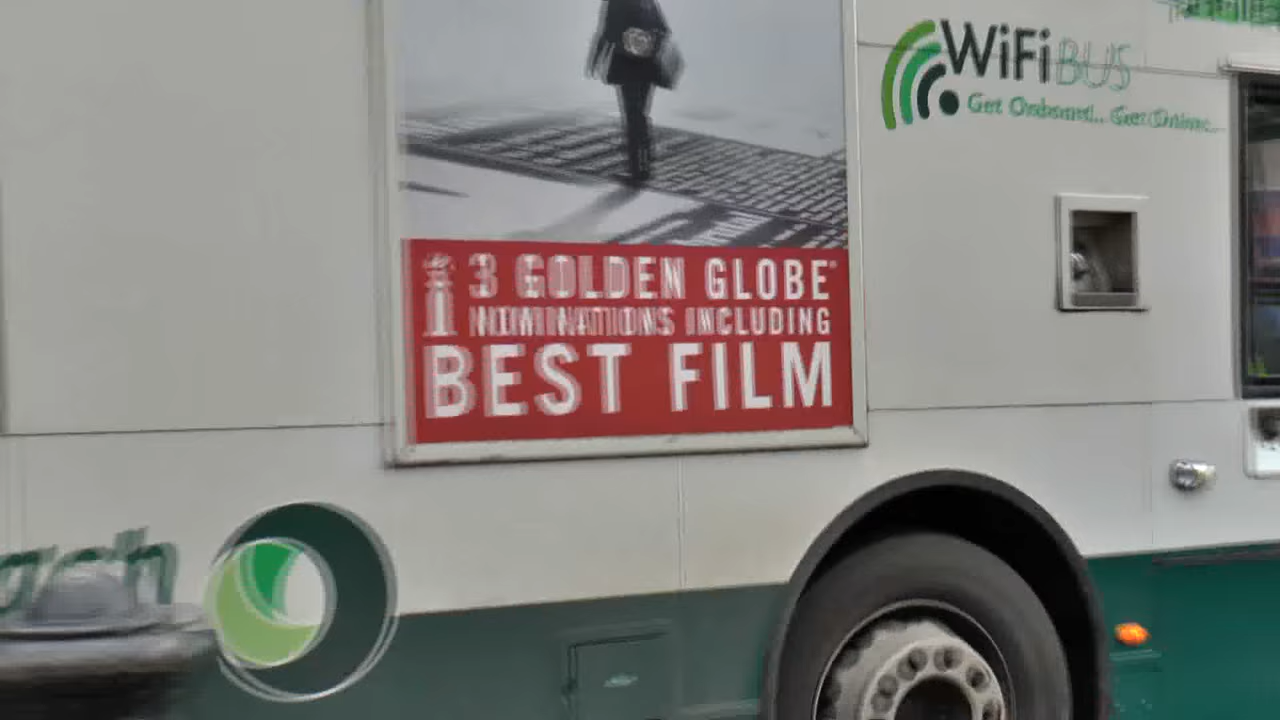 WiFi BUS
Get Onboard.. Get Online...
3 GOLDEN GLOBE®
NOMINATIONS INCLUDING
BEST FILM